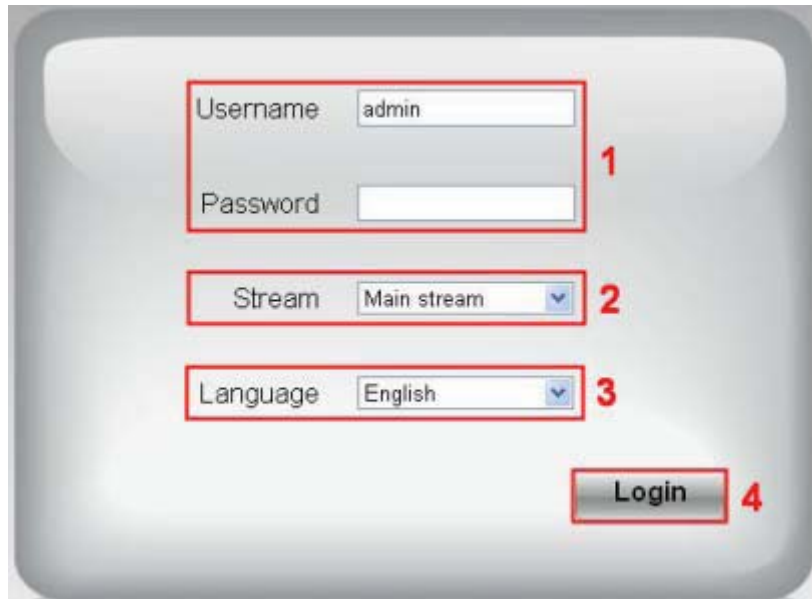 Username admin
1
Password
Stream Main stream 2
Language English 3
Login 4